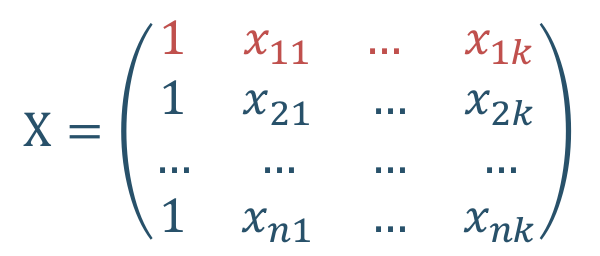 1 x₁₁ ... x₁ₖ
X = 1 x₂₁ ... x₂ₖ
... ... ... ...
1 xₙ₁ ... xₙₖ